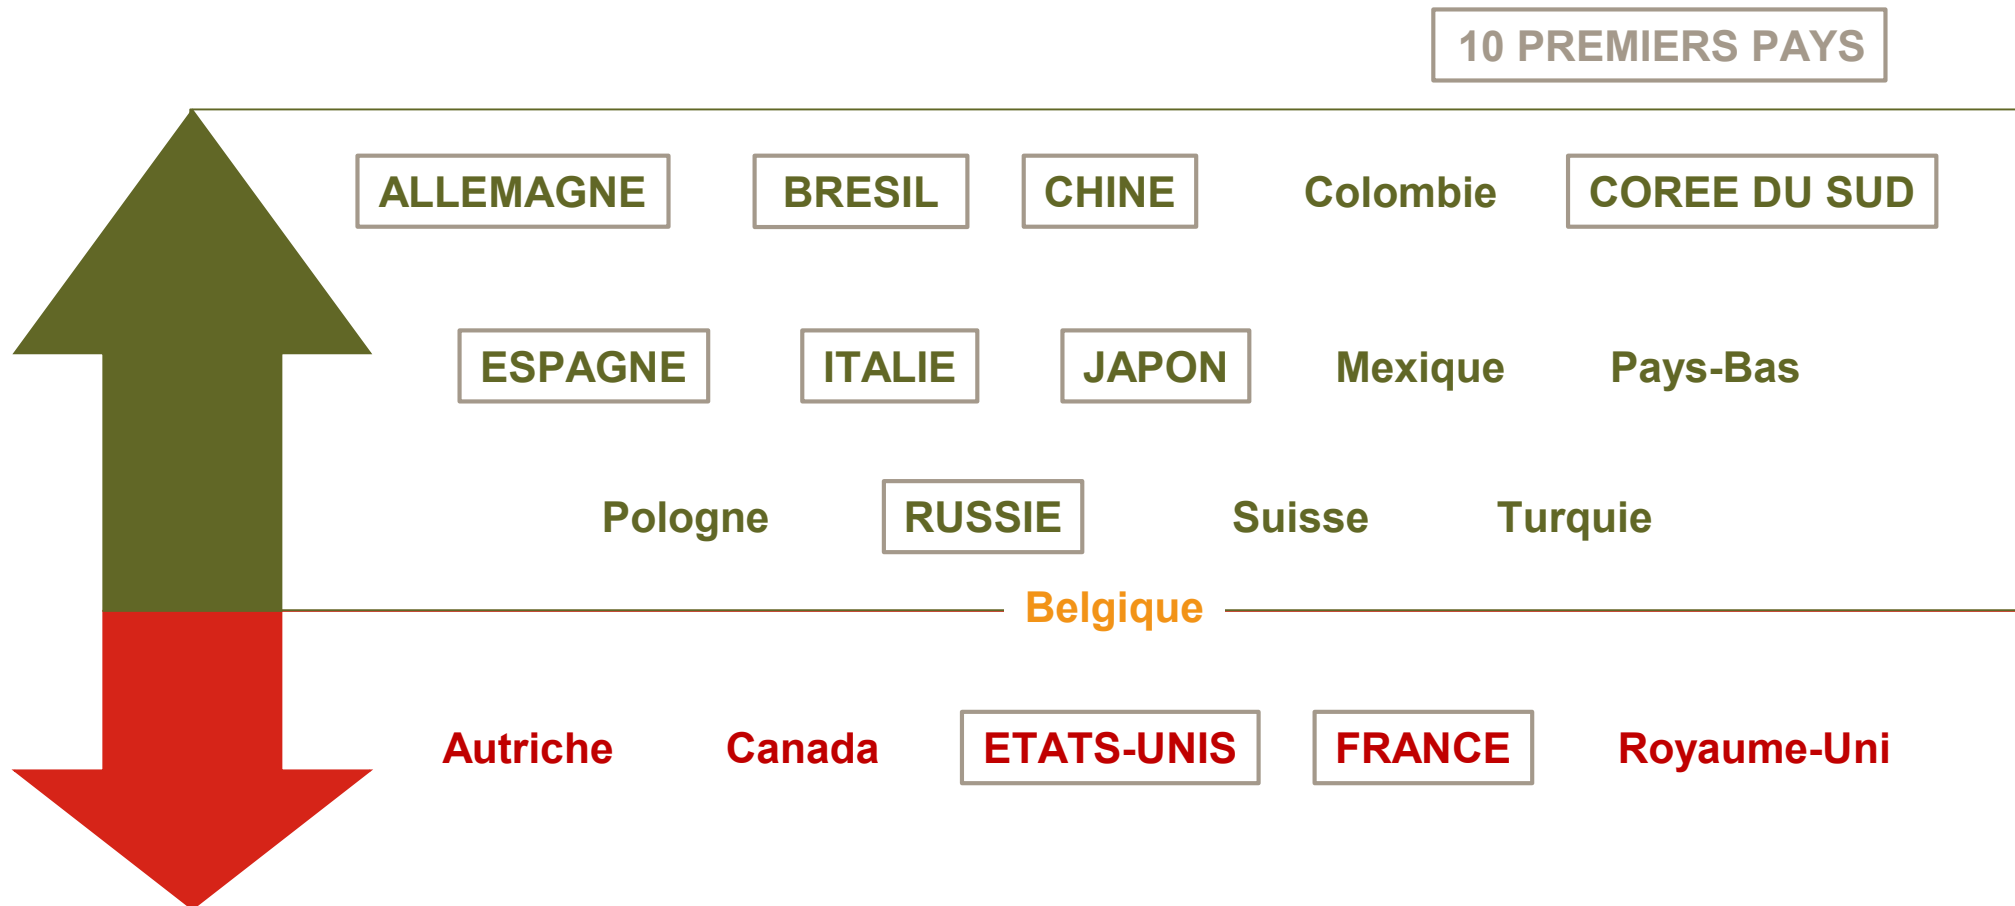 10 PREMIERS PAYS
ALLEMAGNE BRESIL CHINE Colombie COREE DU SUD
ESPAGNE ITALIE JAPON Mexique Pays-Bas
Pologne RUSSIE Suisse Turquie
Belgique
Autriche Canada ETATS-UNIS FRANCE Royaume-Uni